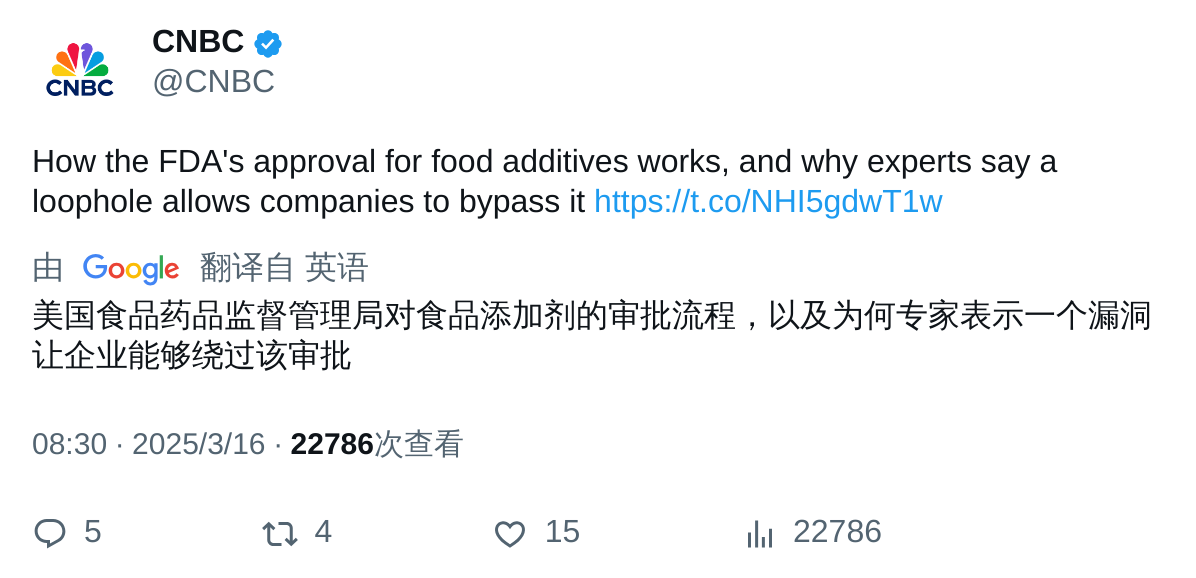 CNBC
CNBC
@CNBC
How the FDA's approval for food additives works, and why experts say a
loophole allows companies to bypass it https://t.co/NHI5gdwT1w
由 Google 翻译自 英语
美国食品药品监督管理局对食品添加剂的审批流程，以及为何专家表示一个漏洞
让企业能够绕过该审批
08:30 · 2025/3/16 · 22786次查看
5 4 15 22786